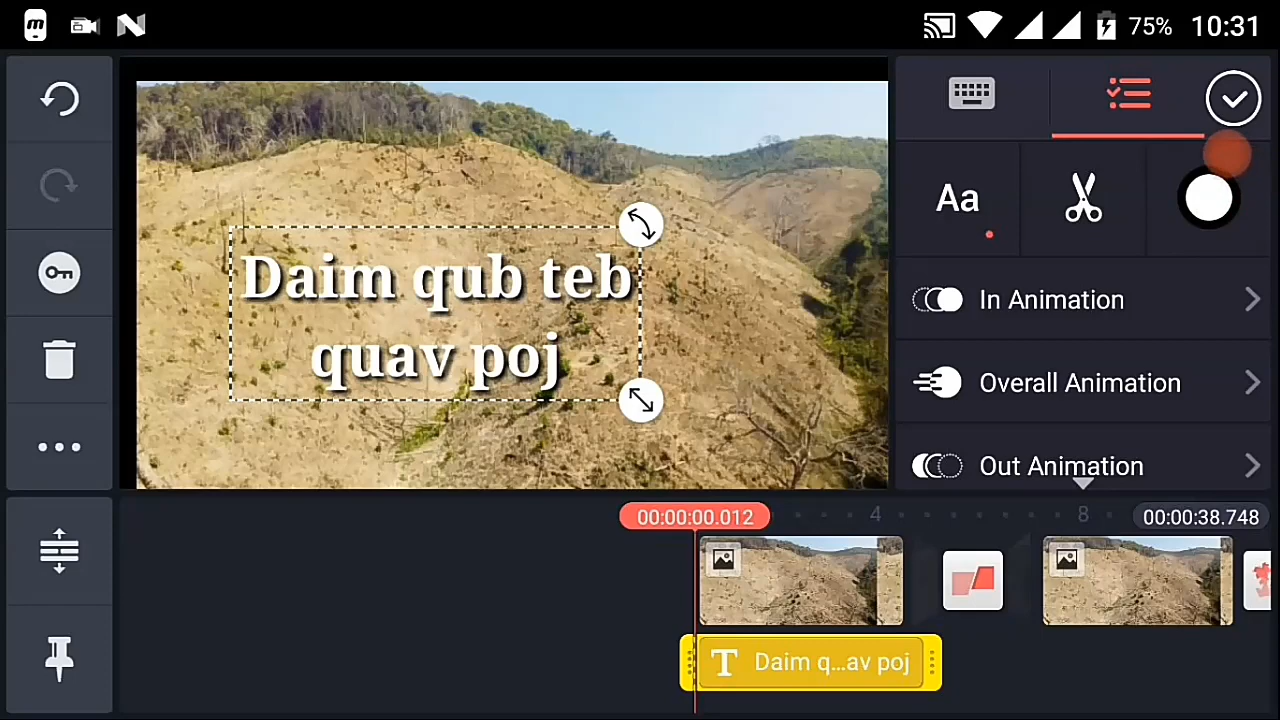 75% 10:31
Aa
Daim qub teb
quav poj
In Animation
Overall Animation
Out Animation
00:00:00.012
4
8
00:00:38.748
T Daim q...av poj